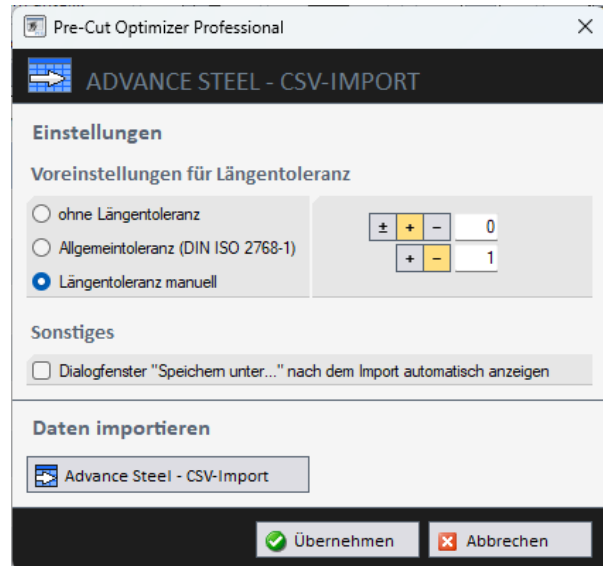 Pre-Cut Optimizer Professional
ADVANCE STEEL - CSV-IMPORT
Einstellungen
Voreinstellungen für Längentoleranz
ohne Längentoleranz
Allgemeintoleranz (DIN ISO 2768-1)
Längentoleranz manuell
± + − 0
+ − 1
Sonstiges
Dialogfenster "Speichern unter..." nach dem Import automatisch anzeigen
Daten importieren
Advance Steel - CSV-Import
Übernehmen
Abbrechen